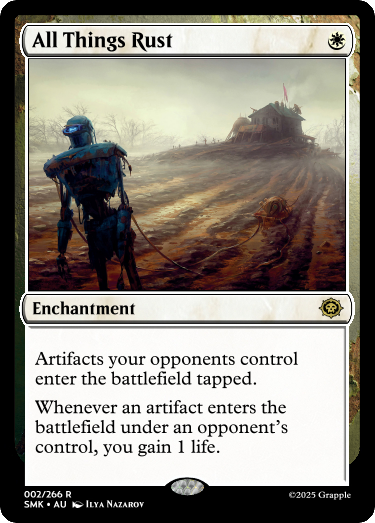 All Things Rust
Enchantment
Artifacts your opponents control
enter the battlefield tapped.
Whenever an artifact enters the
battlefield under an opponent's
control, you gain 1 life.
002/266 R
SMK • AU Ilya Nazarov
©2025 Grapple